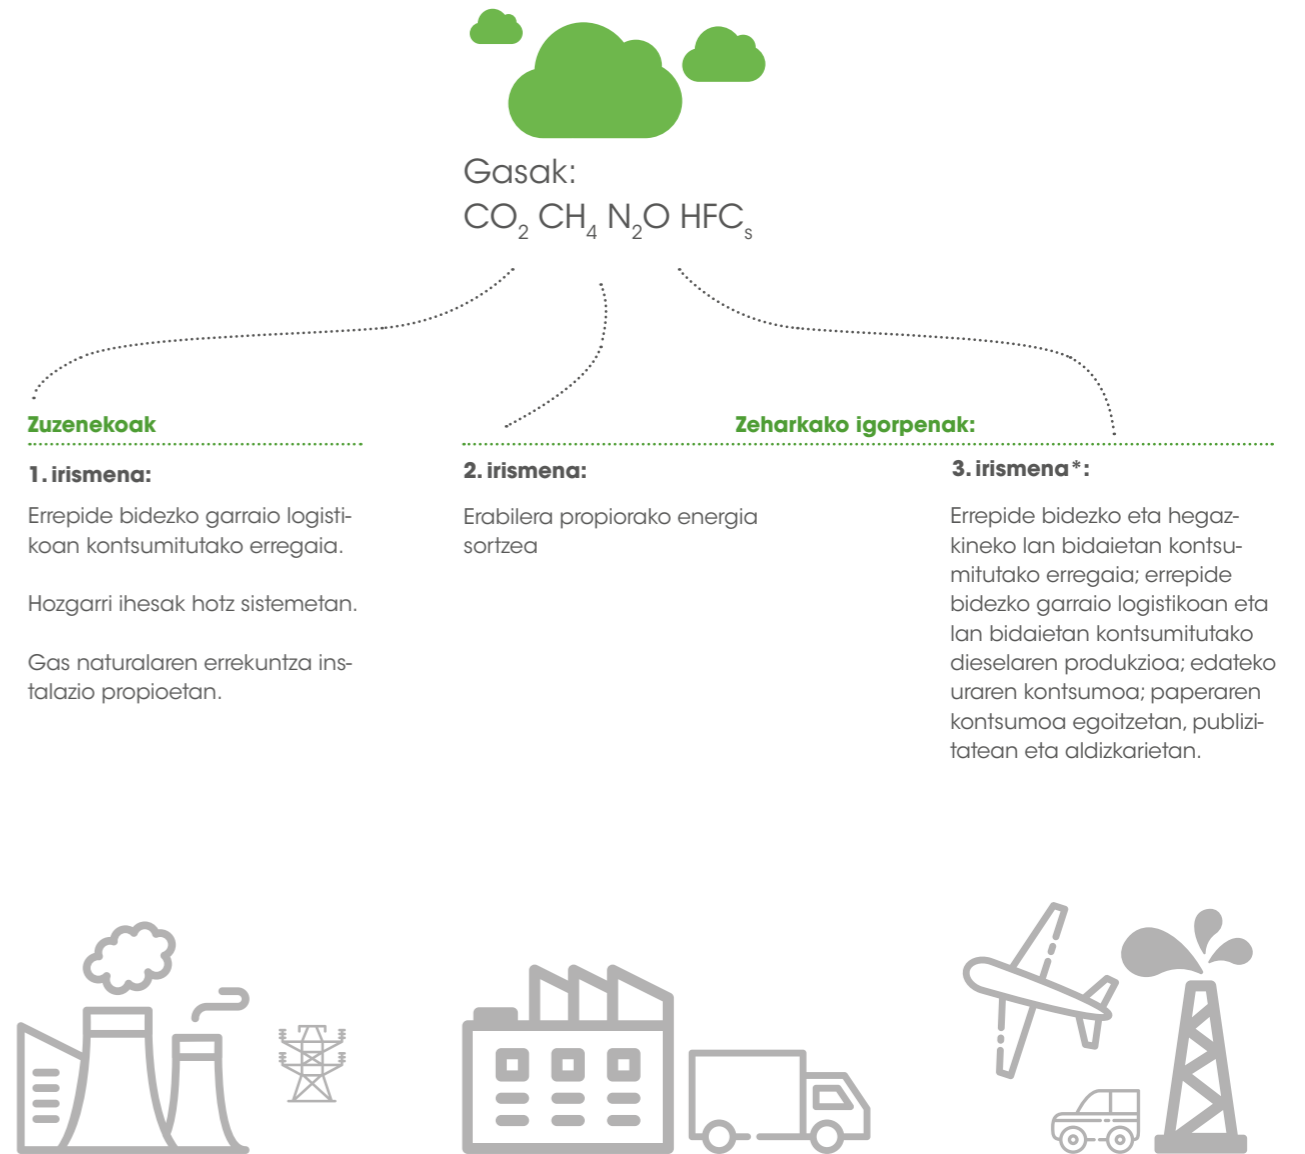 Gasak:
CO₂ CH₄ N₂O HFCₛ
Zuzenekoak
1. irismena:
Errepide bidezko garraio logisti-
koan kontsumitutako erregaia.
Hozgarri ihesak hotz sistemetan.
Gas naturalaren errekuntza ins-
talazio propioetan.
Zeharkako igorpenak:
2. irismena:
Erabilera propiorako energia
sortzea
3. irismena*:
Errepide bidezko eta hegaz-
kineko lan bidaietan kontsu-
mitutako erregaia; errepide
bidezko garraio logistikoan eta
lan bidaietan kontsumitutako
dieselaren produkzioa; edateko
uraren kontsumoa; paperaren
kontsumoa egoitzetan, publizi-
tatean eta aldizkarietan.